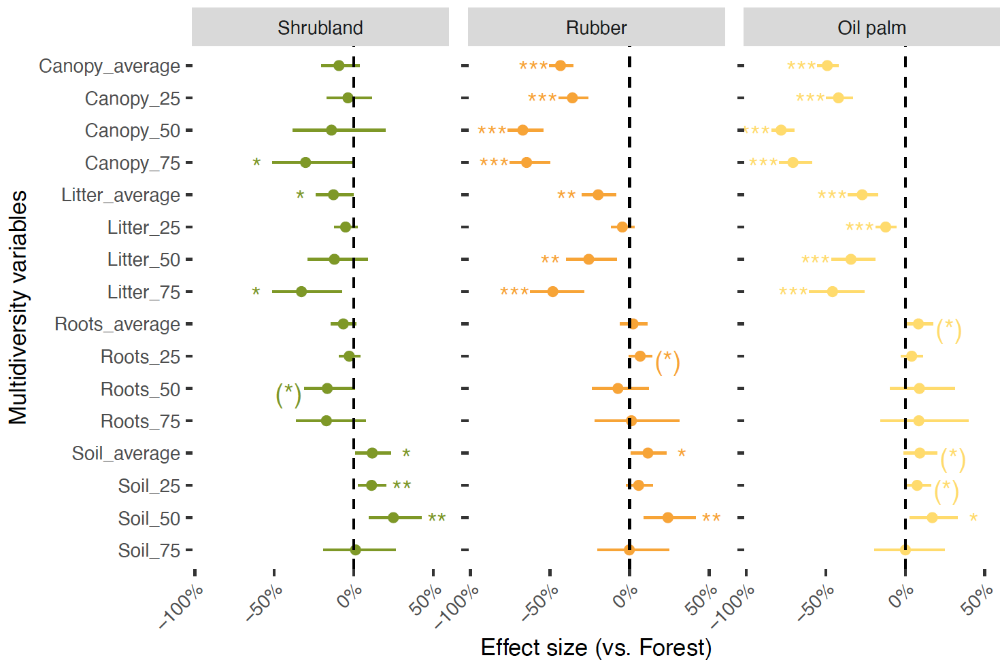 Shrubland Rubber Oil palm
Canopy_average *** ***
Canopy_25 *** ***
Canopy_50 *** ***
Canopy_75 * *** ***
Litter_average * ** ***
Litter_25 ***
Litter_50 ** ***
Litter_75 * *** ***
Roots_average (*)
Roots_25 (*)
Roots_50 (*)
Roots_75
Soil_average * * (*)
Soil_25 ** (*)
Soil_50 ** ** *
Soil_75
Multidiversity variables
−100% −50% 0% 50% −100% −50% 0% 50% −100% −50% 0% 50%
Effect size (vs. Forest)